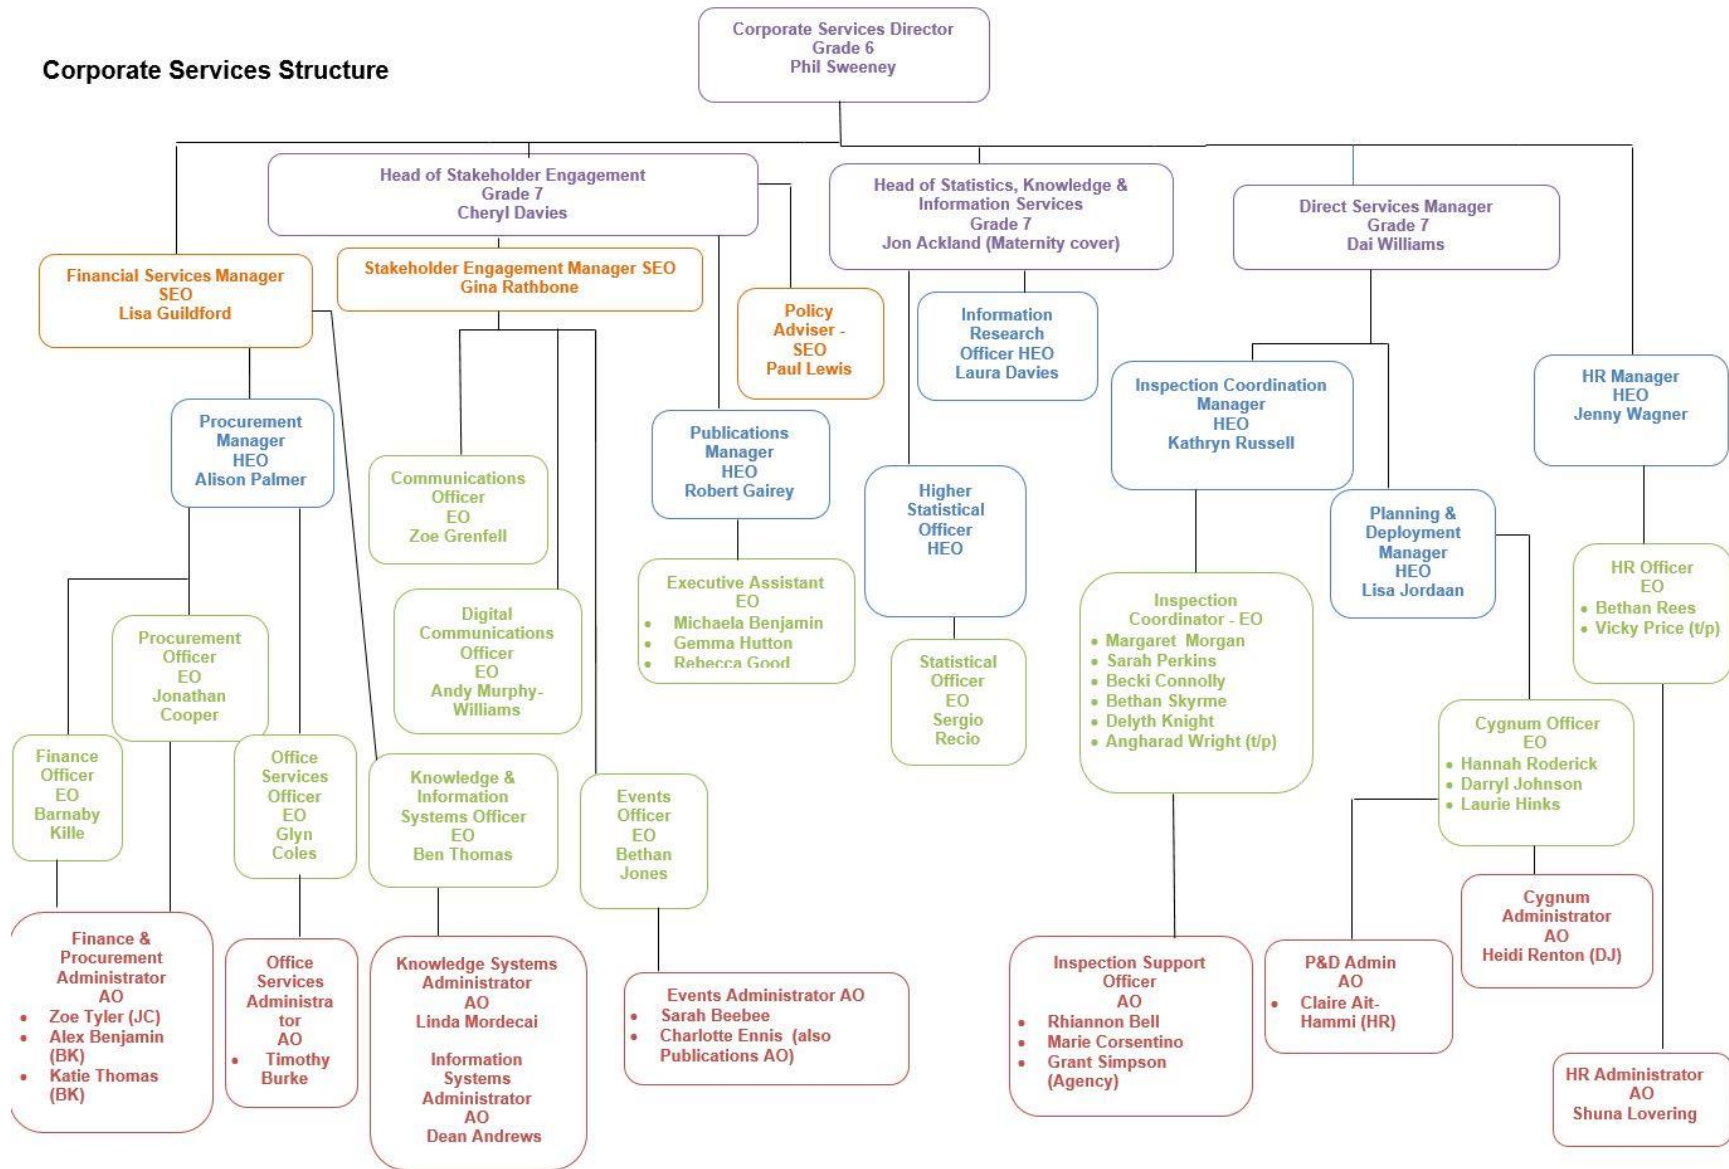 Corporate Services Structure
Corporate Services Director
Grade 6
Phil Sweeney
Head of Stakeholder Engagement
Grade 7
Cheryl Davies
Head of Statistics, Knowledge &
Information Services
Grade 7
Jon Ackland (Maternity cover)
Direct Services Manager
Grade 7
Dai Williams
Financial Services Manager
SEO
Lisa Guildford
Stakeholder Engagement Manager SEO
Gina Rathbone
Policy
Adviser -
SEO
Paul Lewis
Information
Research
Officer HEO
Laura Davies
Inspection Coordination
Manager
HEO
Kathryn Russell
HR Manager
HEO
Jenny Wagner
Procurement
Manager
HEO
Alison Palmer
Communications
Officer
EO
Zoe Grenfell
Publications
Manager
HEO
Robert Gairey
Higher
Statistical
Officer
HEO
Planning &
Deployment
Manager
HEO
Lisa Jordaan
HR Officer
EO
• Bethan Rees
• Vicky Price (t/p)
Procurement
Officer
EO
Jonathan
Cooper
Digital
Communications
Officer
EO
Andy Murphy-
Williams
Executive Assistant
EO
• Michaela Benjamin
• Gemma Hutton
• Rebecca Good
Statistical
Officer
EO
Sergio
Recio
Inspection
Coordinator - EO
• Margaret Morgan
• Sarah Perkins
• Becki Connolly
• Bethan Skyrme
• Delyth Knight
• Angharad Wright (t/p)
Cygnum Officer
EO
• Hannah Roderick
• Darryl Johnson
• Laurie Hinks
Finance
Officer
EO
Barnaby
Kille
Office
Services
Officer
EO
Glyn
Coles
Knowledge &
Information
Systems Officer
EO
Ben Thomas
Events
Officer
EO
Bethan
Jones
Finance &
Procurement
Administrator
AO
• Zoe Tyler (JC)
• Alex Benjamin
(BK)
• Katie Thomas
(BK)
Office
Services
Administra
tor
AO
• Timothy
Burke
Knowledge Systems
Administrator
AO
Linda Mordecai
Information
Systems
Administrator
AO
Dean Andrews
Events Administrator AO
• Sarah Beebee
• Charlotte Ennis (also
Publications AO)
Inspection Support
Officer
AO
• Rhiannon Bell
• Marie Corsentino
• Grant Simpson
(Agency)
P&D Admin
AO
• Claire Ait-
Hammi (HR)
Cygnum
Administrator
AO
Heidi Renton (DJ)
HR Administrator
AO
Shuna Lovering